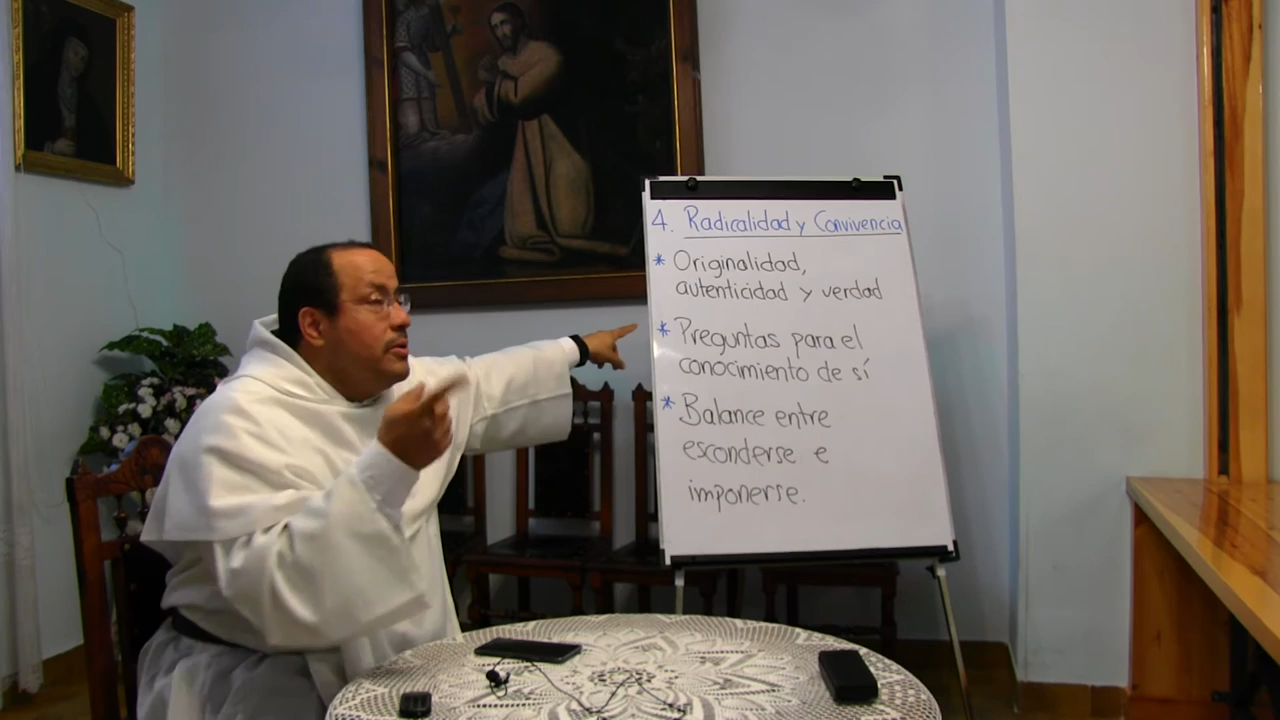 4. Radicalidad y Convivencia
* Originalidad,
autenticidad y verdad
* Preguntas para el
conocimiento de sí
* Balance entre
esconderse e
imponerse.